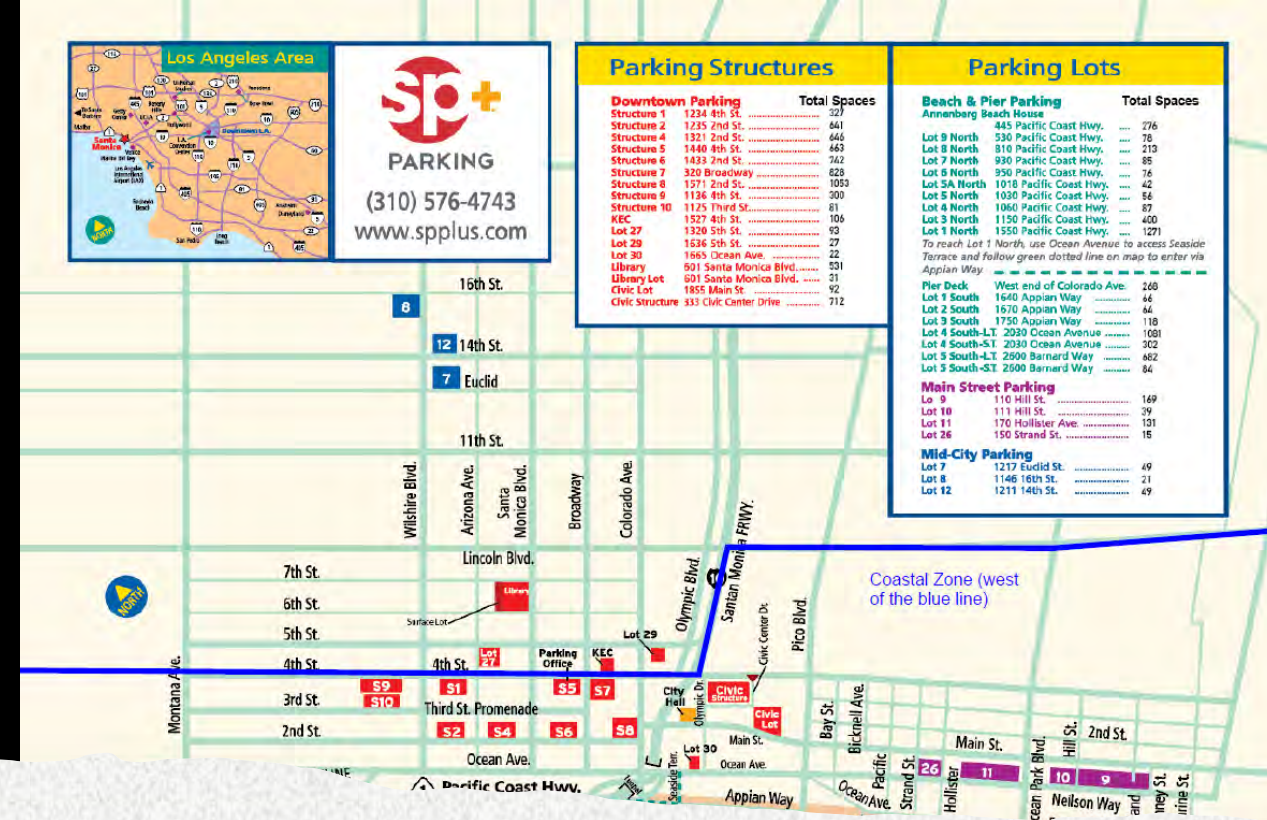 Los Angeles Area
Santa Monica
sp+
PARKING
(310) 576-4743
www.spplus.com
NORTH
Parking Structures
Downtown Parking Total Spaces
Structure 1 1234 4th St. 327
Structure 2 1235 2nd St. 641
Structure 4 1321 2nd St. 646
Structure 5 1440 4th St. 663
Structure 6 1433 2nd St. 742
Structure 7 320 Broadway 828
Structure 8 1571 2nd St. 1053
Structure 9 1136 4th St. 300
Structure 10 1125 Third St. 81
KEC 1527 4th St. 106
Lot 27 1320 5th St. 93
Lot 29 1636 5th St. 27
Lot 30 1665 Ocean Ave. 22
Library 601 Santa Monica Blvd. 531
Library Lot 601 Santa Monica Blvd. 31
Civic Lot 1855 Main St. 92
Civic Structure 333 Civic Center Drive 712
Parking Lots
Beach & Pier Parking Total Spaces
Annenberg Beach House
445 Pacific Coast Hwy. 276
Lot 9 North 530 Pacific Coast Hwy. 78
Lot 8 North 810 Pacific Coast Hwy. 213
Lot 7 North 930 Pacific Coast Hwy. 85
Lot 6 North 950 Pacific Coast Hwy. 76
Lot 5A North 1018 Pacific Coast Hwy. 42
Lot 5 North 1030 Pacific Coast Hwy. 56
Lot 4 North 1060 Pacific Coast Hwy. 87
Lot 3 North 1150 Pacific Coast Hwy. 400
Lot 1 North 1550 Pacific Coast Hwy. 1271
To reach Lot 1 North, use Ocean Avenue to access Seaside
Terrace and follow green dotted line on map to enter via
Appian Way
Pier Deck West end of Colorado Ave. 268
Lot 1 South 1640 Appian Way 66
Lot 2 South 1670 Appian Way 64
Lot 3 South 1750 Appian Way 118
Lot 4 South-LT. 2030 Ocean Avenue 1081
Lot 4 South-ST. 2030 Ocean Avenue 302
Lot 5 South-LT. 2600 Barnard Way 682
Lot 5 South-ST. 2600 Barnard Way 84
Main Street Parking
Lo 9 110 Hill St. 169
Lot 10 111 Hill St. 39
Lot 11 170 Hollister Ave. 131
Lot 26 150 Strand St. 15
Mid-City Parking
Lot 7 1217 Euclid St. 49
Lot 8 1146 16th St. 21
Lot 12 1211 14th St. 49
16th St.
8
12 14th St.
7 Euclid
11th St.
Wilshire Blvd.
Arizona Ave.
Santa
Monica Blvd.
Broadway
Colorado Ave.
Lincoln Blvd.
Olympic Blvd.
Santan Monica FRWY.
Coastal Zone (west
of the blue line)
7th St.
Library
6th St.
Surface Lot
NORTH
5th St.
Lot 29
Civic Center Dr.
Pico Blvd.
Montana Ave.
4th St.
4th St.
Lot
27
Parking
Office
KEC
S9
S10
S1
S5
S7
City
Hall
Olympic Dr.
Civic
Structure
Civic
Lot
3rd St.
Third St. Promenade
2nd St.
S2
S4
S6
S8
Main St.
Bay St.
Bicknell Ave.
Main St.
Hill St.
2nd St.
Ocean Ave.
Lot 30
Ocean Ave.
Seaside Terr.
Pacific
Strand St.
26
Hollister
11
10
9
Pacific Coast Hwy.
Appian Way
Ocean Ave.
Neilson Way